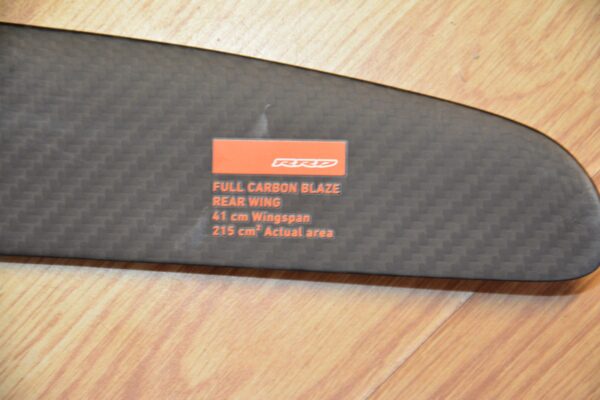 RRD
FULL CARBON BLAZE
REAR WING
41 cm Wingspan
215 cm² Actual area